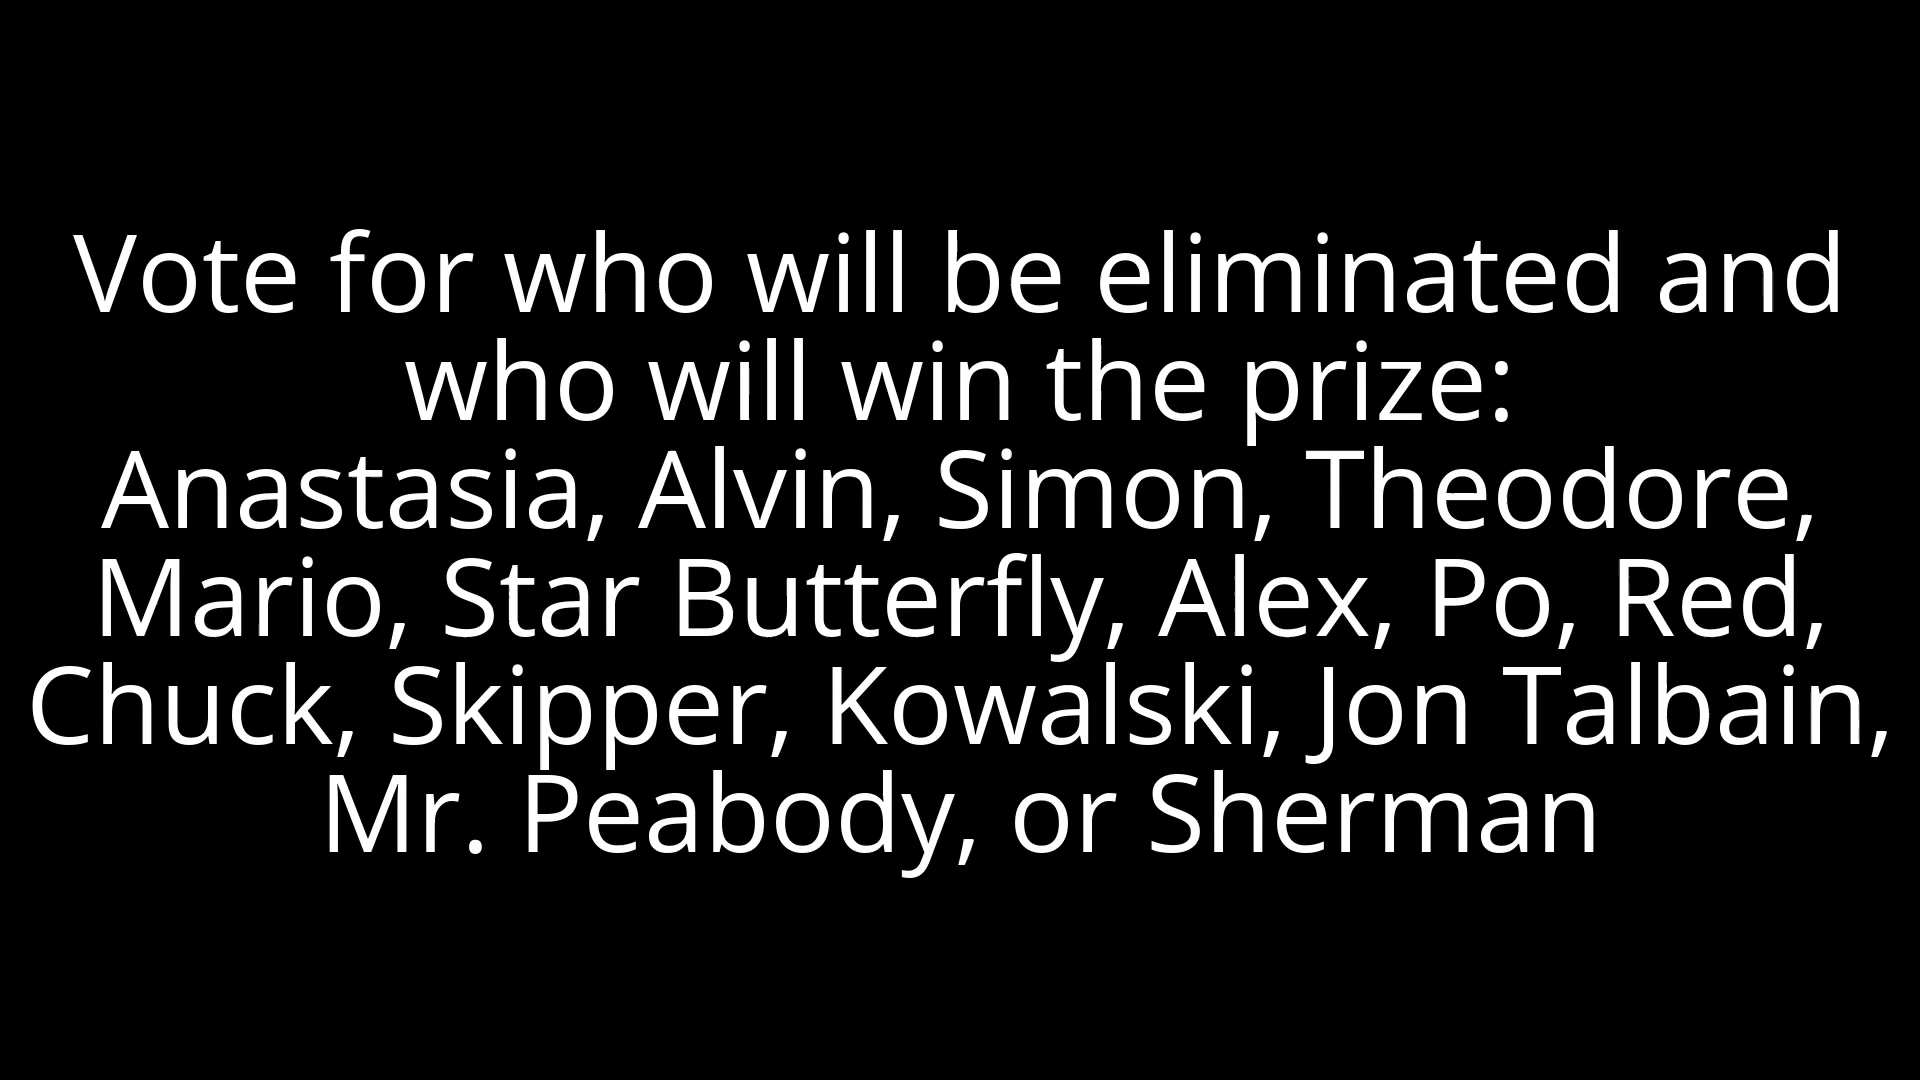 Vote for who will be eliminated and
who will win the prize:
Anastasia, Alvin, Simon, Theodore,
Mario, Star Butterfly, Alex, Po, Red,
Chuck, Skipper, Kowalski, Jon Talbain,
Mr. Peabody, or Sherman